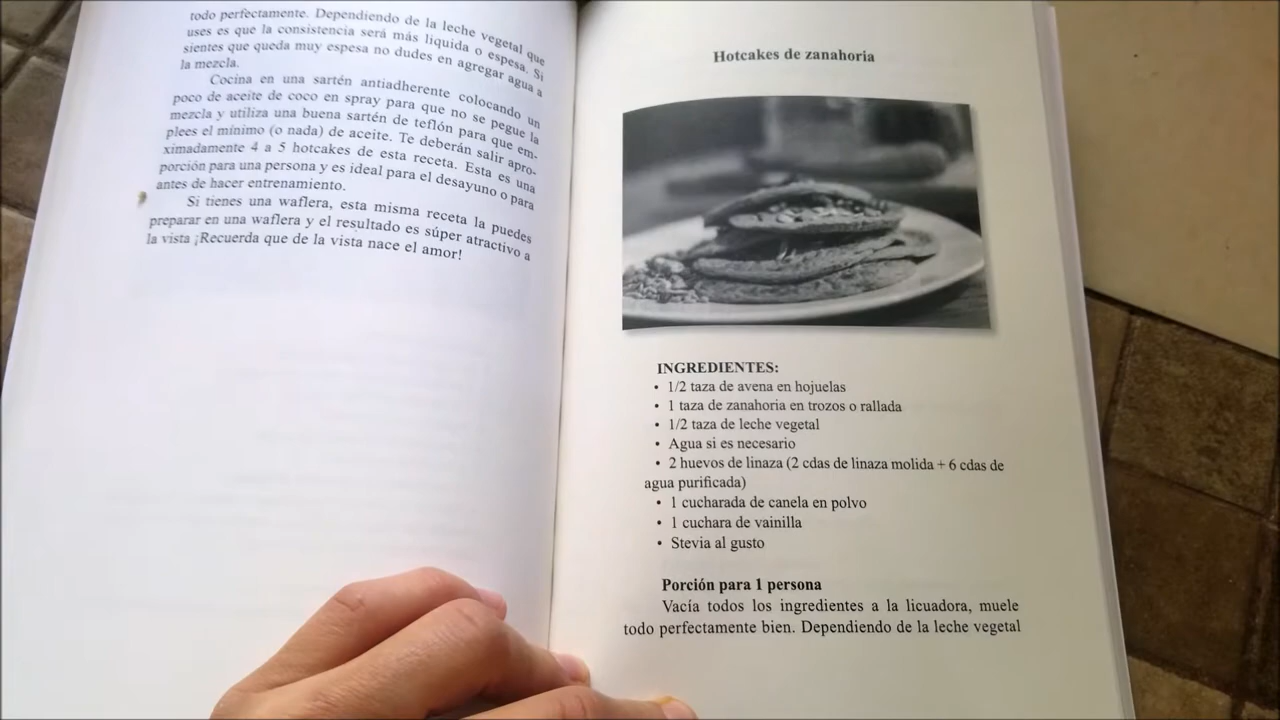 todo perfectamente. Dependiendo de la leche vegetal que
uses es que la consistencia será más liquida o espesa. Si
sientes que queda muy espesa no dudes en agregar agua a
la mezcla.
Cocina en una sartén antiadherente colocando un
poco de aceite de coco en spray para que no se pegue la
mezcla y utiliza una buena sartén de teflón para que em-
plees el mínimo (o nada) de aceite. Te deberán salir apro-
ximadamente 4 a 5 hotcakes de esta receta. Esta es una
porción para una persona y es ideal para el desayuno o para
antes de hacer entrenamiento.
Si tienes una waflera, esta misma receta la puedes
preparar en una waflera y el resultado es súper atractivo a
la vista ¡Recuerda que de la vista nace el amor!
Hotcakes de zanahoria
INGREDIENTES:
• 1/2 taza de avena en hojuelas
• 1 taza de zanahoria en trozos o rallada
• 1/2 taza de leche vegetal
• Agua si es necesario
• 2 huevos de linaza (2 cdas de linaza molida + 6 cdas de
agua purificada)
• 1 cucharada de canela en polvo
• 1 cuchara de vainilla
• Stevia al gusto
Porción para 1 persona
Vacía todos los ingredientes a la licuadora, muele
todo perfectamente bien. Dependiendo de la leche vegetal